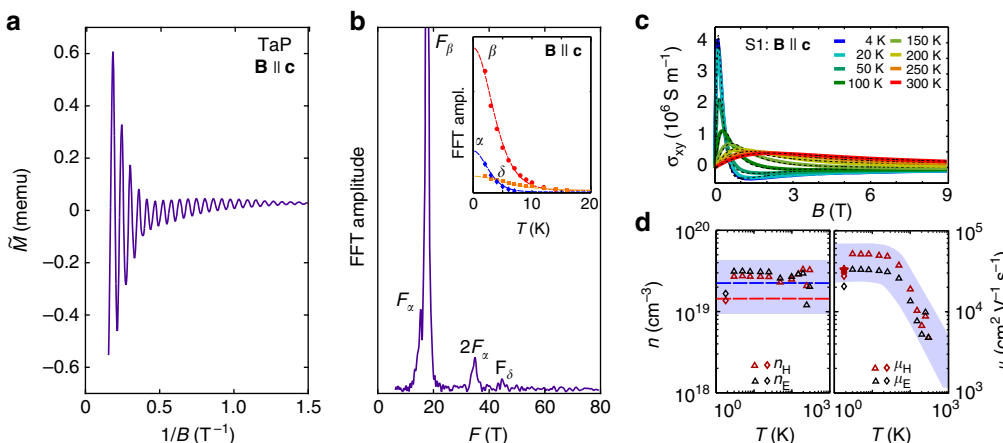 a
TaP
B || c
0.6
0.4
0.2
0
−0.2
−0.4
−0.6
M̃ (memu)
0
0.5
1.0
1.5
1/B (T⁻¹)
b
FFT amplitude
Fβ
Fα
2Fα
Fδ
0
20
40
60
80
F (T)
FFT ampl.
β
α
δ
0
10
20
T (K)
c
S1: B || c
4 K
20 K
50 K
100 K
150 K
200 K
250 K
300 K
σxy (10⁶ S m⁻¹)
4
3
2
1
0
0
3
6
9
B (T)
d
n (cm⁻³)
10²⁰
10¹⁹
10¹⁸
nH
nE
10⁰
10³
T (K)
μH
μE
10⁰
10³
T (K)
10⁵
10⁴
10³
(cm² V⁻¹ s⁻¹)